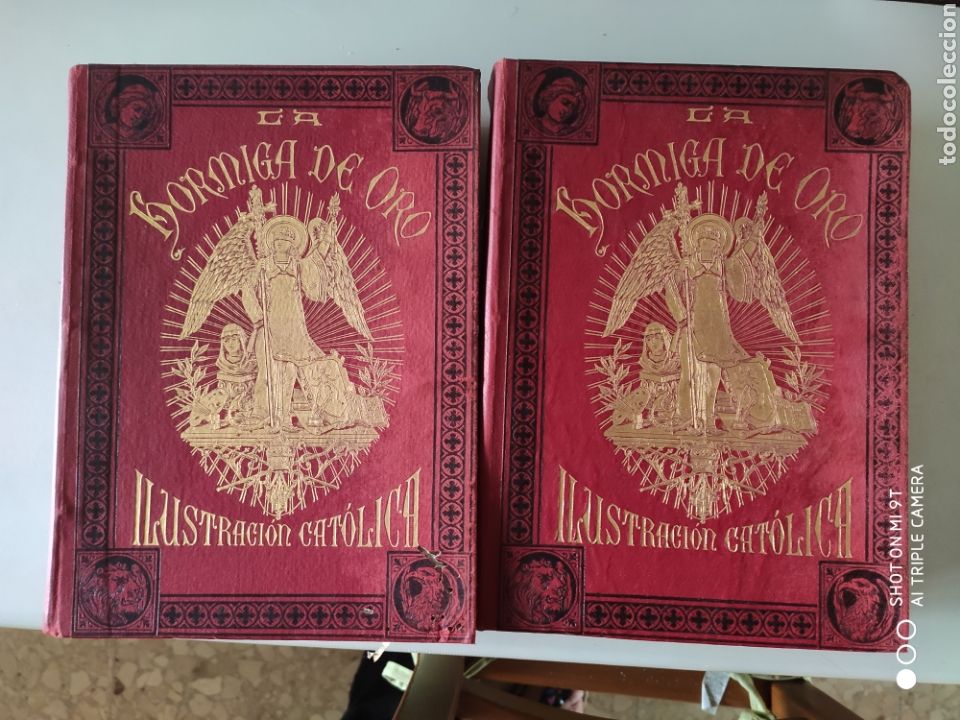 LA
HORMIGA DE ORO
ILUSTRACIÓN CATÓLICA
LA
HORMIGA DE ORO
ILUSTRACIÓN CATÓLICA
todocoleccion
SHOT ON MI 9T
AI TRIPLE CAMERA